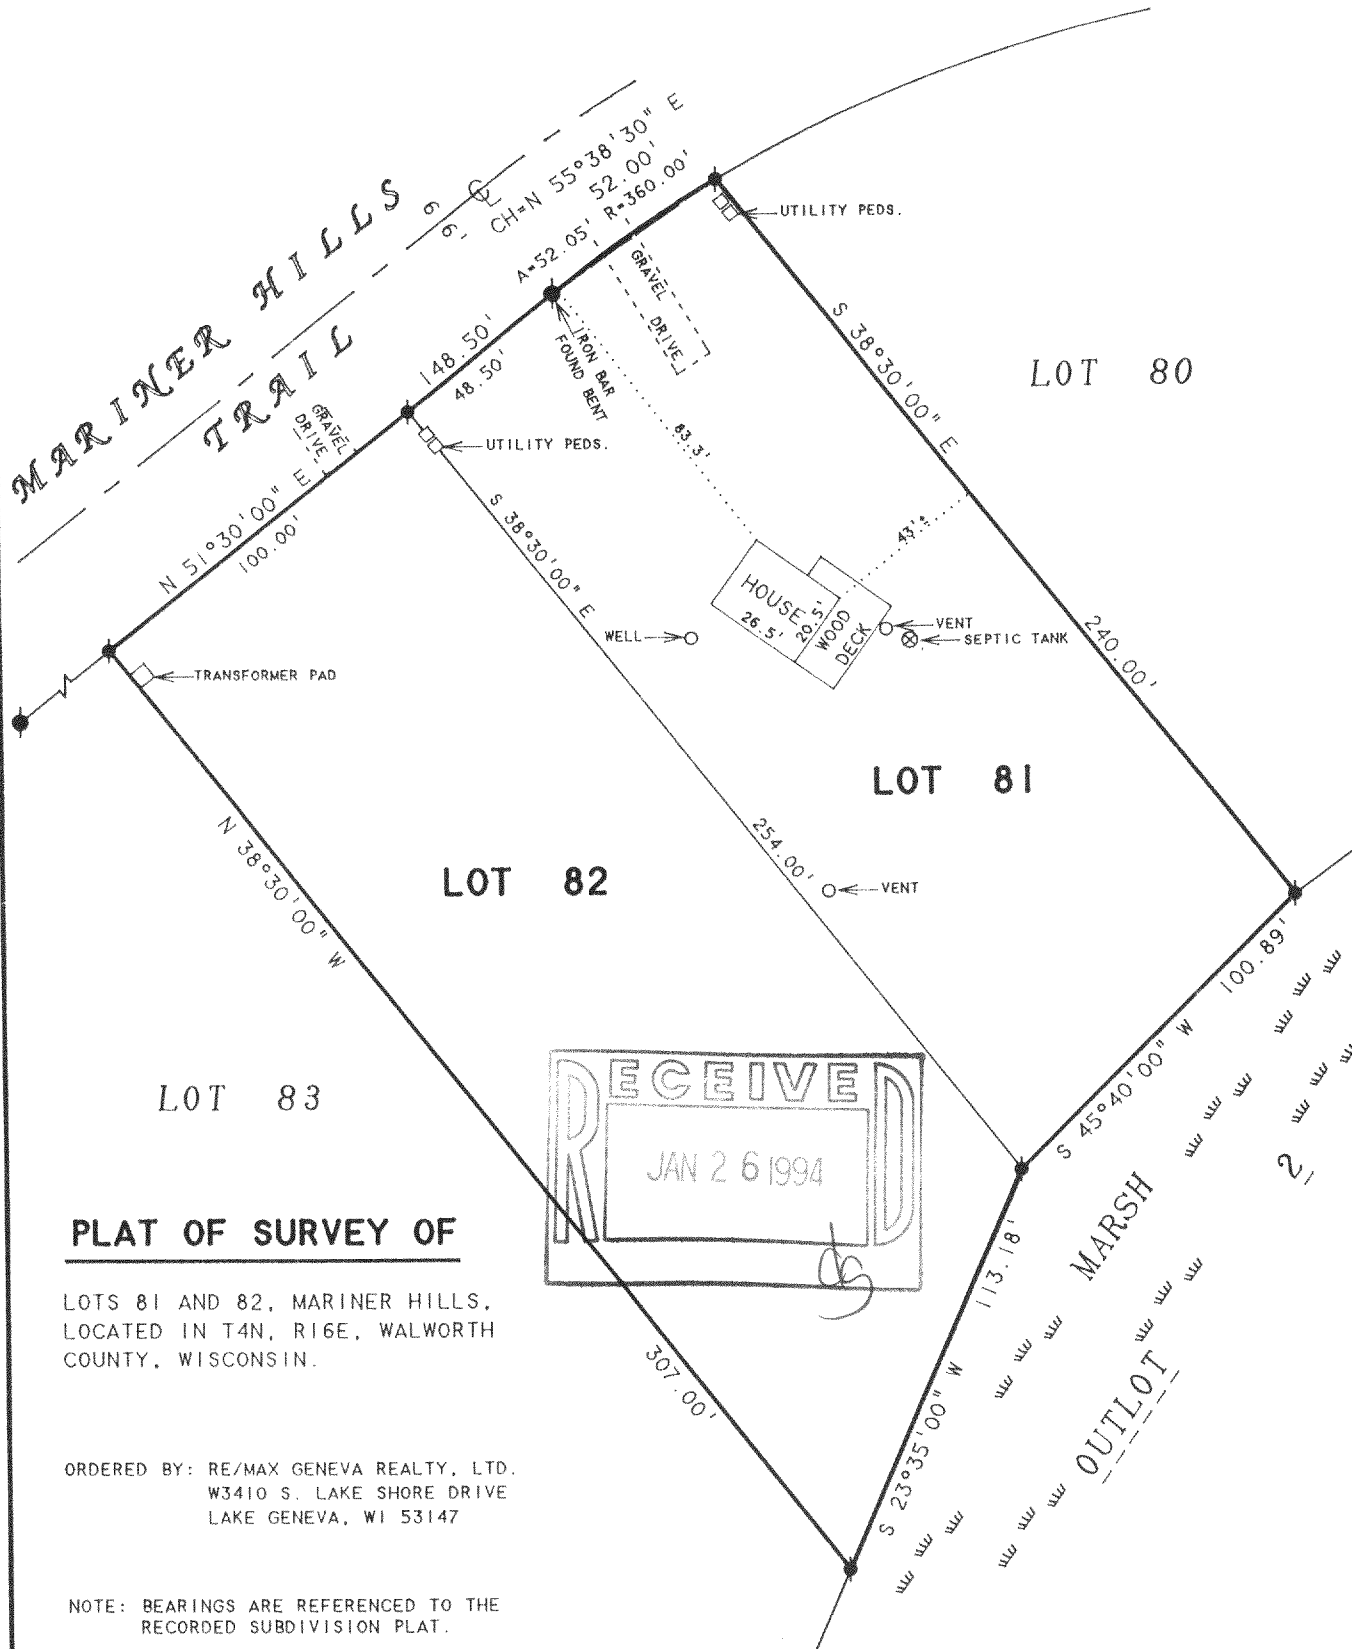 MARINER HILLS
TRAIL
66'
CH=N 55°38'30" E
52.00'
A=52.05' R=360.00'
UTILITY PEDS.
GRAVEL
DRIVE
IRON BAR
FOUND BENT
148.50'
48.50'
S 38°30'00" E
LOT 80
GRAVEL
DRIVE
UTILITY PEDS.
83.3'
N 51°30'00" E
100.00'
S 38°30'00" E
43'±
HOUSE
26.5'
20.5'
WOOD
DECK
WELL
VENT
SEPTIC TANK
240.00'
TRANSFORMER PAD
LOT 81
254.00'
N 38°30'00" W
LOT 82
VENT
100.89'
S 45°40'00" W
LOT 83
RECEIVED
JAN 26 1994
MARSH
2
113.18'
PLAT OF SURVEY OF
LOTS 81 AND 82, MARINER HILLS,
LOCATED IN T4N, R16E, WALWORTH
COUNTY, WISCONSIN.
307.00'
S 23°35'00" W
OUTLOT
ORDERED BY: RE/MAX GENEVA REALTY, LTD.
W3410 S. LAKE SHORE DRIVE
LAKE GENEVA, WI 53147
NOTE: BEARINGS ARE REFERENCED TO THE
RECORDED SUBDIVISION PLAT.